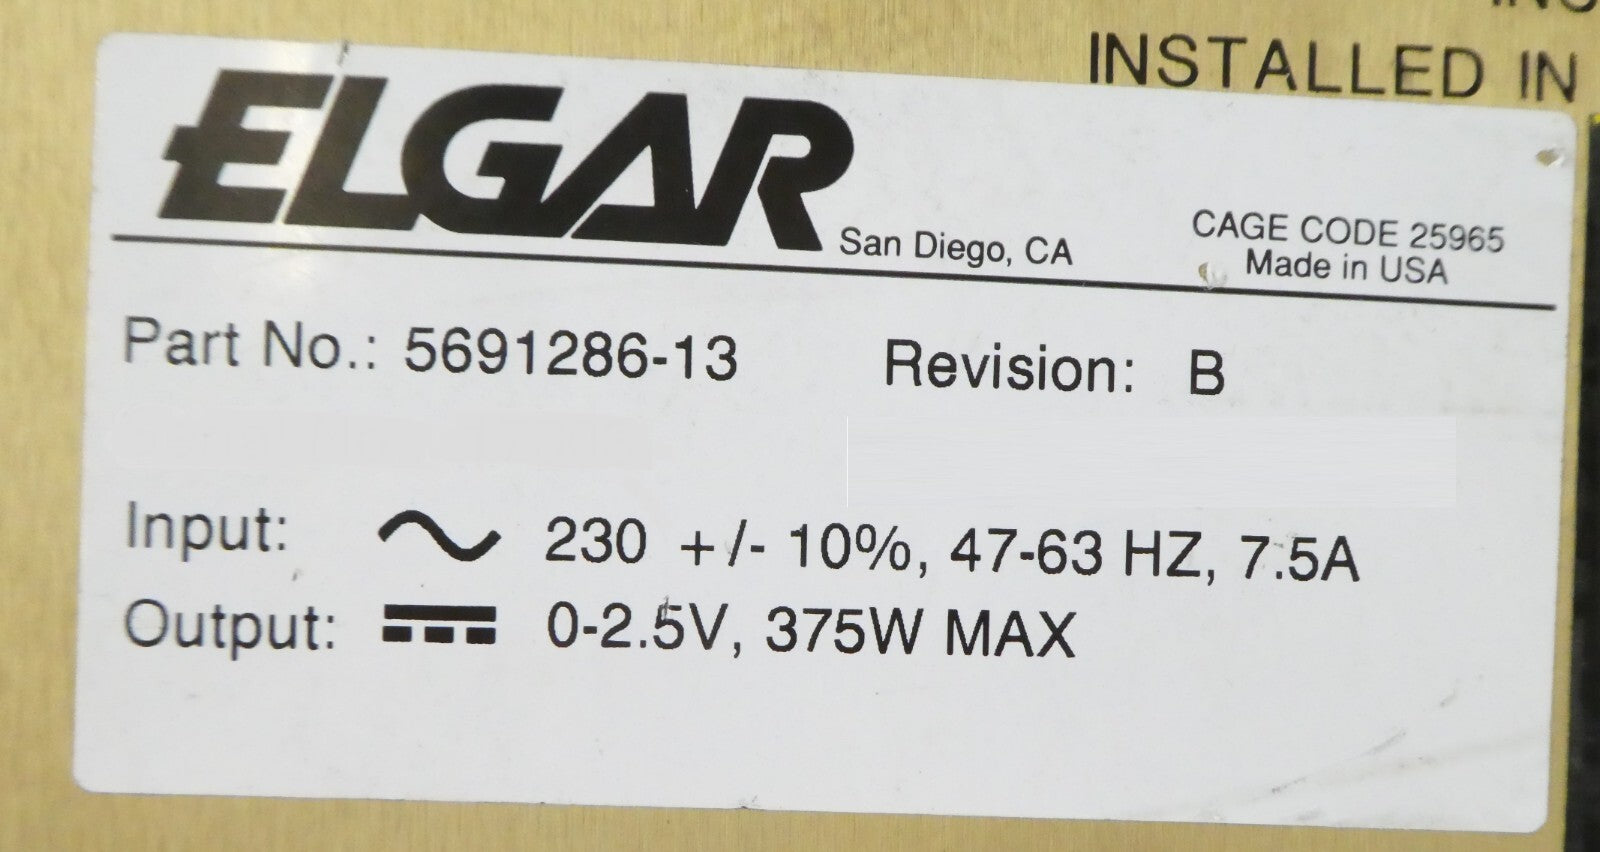 INSTALLED IN
ELGAR San Diego, CA
CAGE CODE 25965
Made in USA
Part No.: 5691286-13 Revision: B
Input: ~ 230 +/- 10%, 47-63 HZ, 7.5A
Output: ⎓ 0-2.5V, 375W MAX